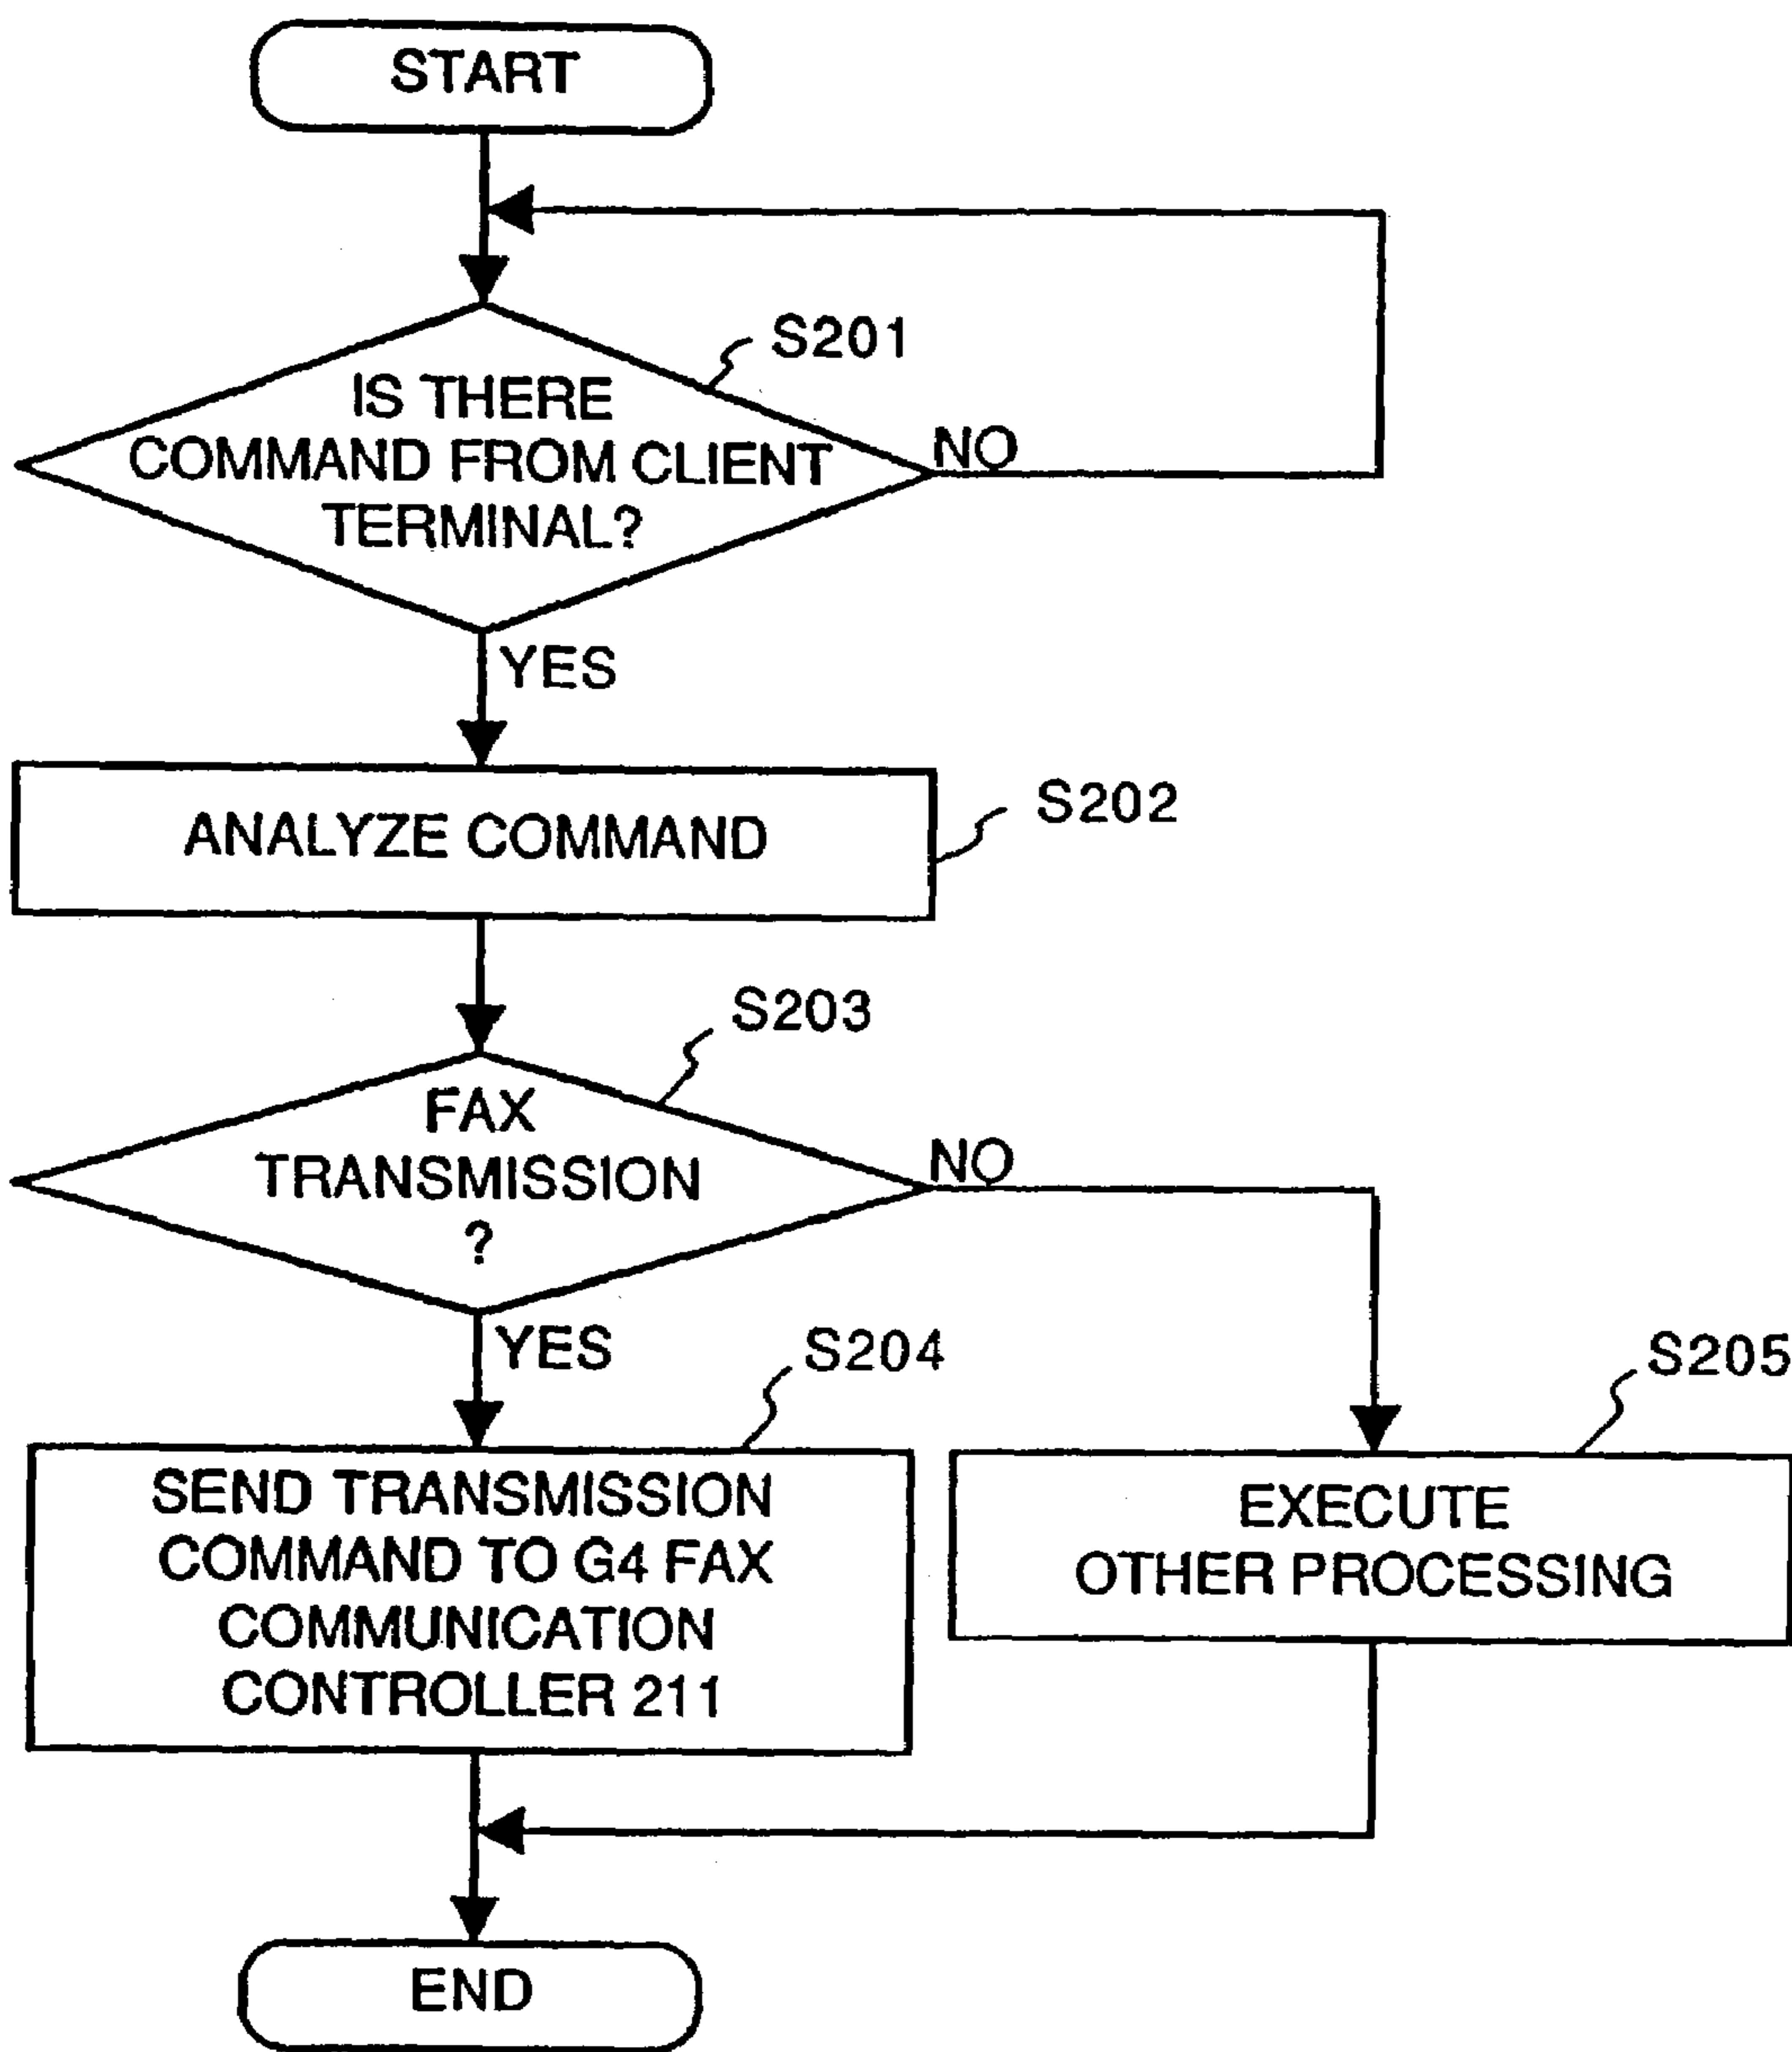 START
S201
IS THERE
COMMAND FROM CLIENT
TERMINAL?
NO
YES
S202
ANALYZE COMMAND
S203
FAX
TRANSMISSION
?
NO
YES
S204
S205
SEND TRANSMISSION
COMMAND TO G4 FAX
COMMUNICATION
CONTROLLER 211
EXECUTE
OTHER PROCESSING
END